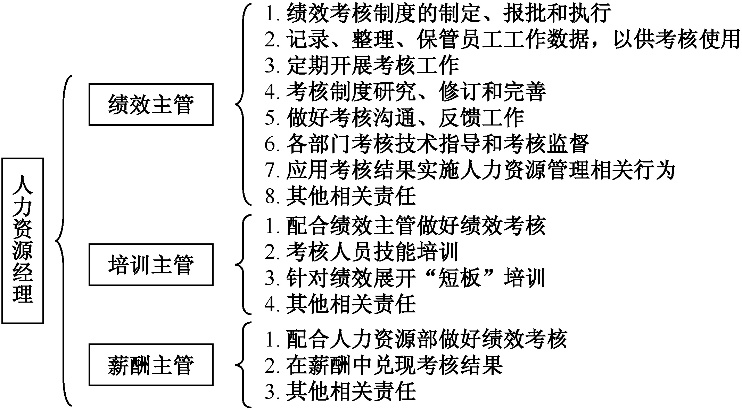 人力资源经理
绩效主管
1. 绩效考核制度的制定、报批和执行
2. 记录、整理、保管员工工作数据，以供考核使用
3. 定期开展考核工作
4. 考核制度研究、修订和完善
5. 做好考核沟通、反馈工作
6. 各部门考核技术指导和考核监督
7. 应用考核结果实施人力资源管理相关行为
8. 其他相关责任
培训主管
1. 配合绩效主管做好绩效考核
2. 考核人员技能培训
3. 针对绩效展开“短板”培训
4. 其他相关责任
薪酬主管
1. 配合人力资源部做好绩效考核
2. 在薪酬中兑现考核结果
3. 其他相关责任